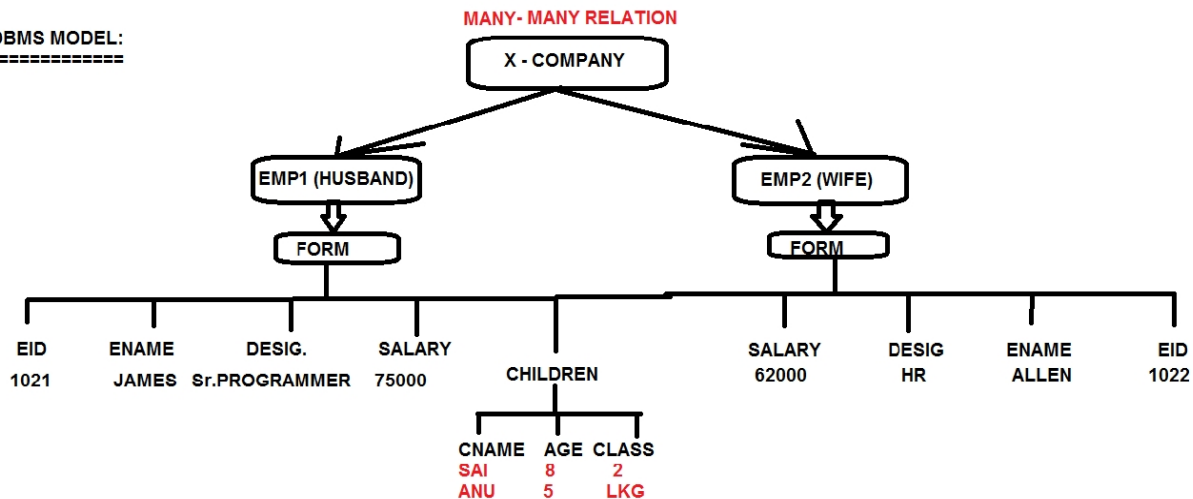 MANY- MANY RELATION
DBMS MODEL:
============
X - COMPANY
EMP1 (HUSBAND)
EMP2 (WIFE)
FORM
FORM
EID ENAME DESIG. SALARY CHILDREN SALARY DESIG ENAME EID
1021 JAMES Sr.PROGRAMMER 75000 62000 HR ALLEN 1022
CNAME AGE CLASS
SAI 8 2
ANU 5 LKG